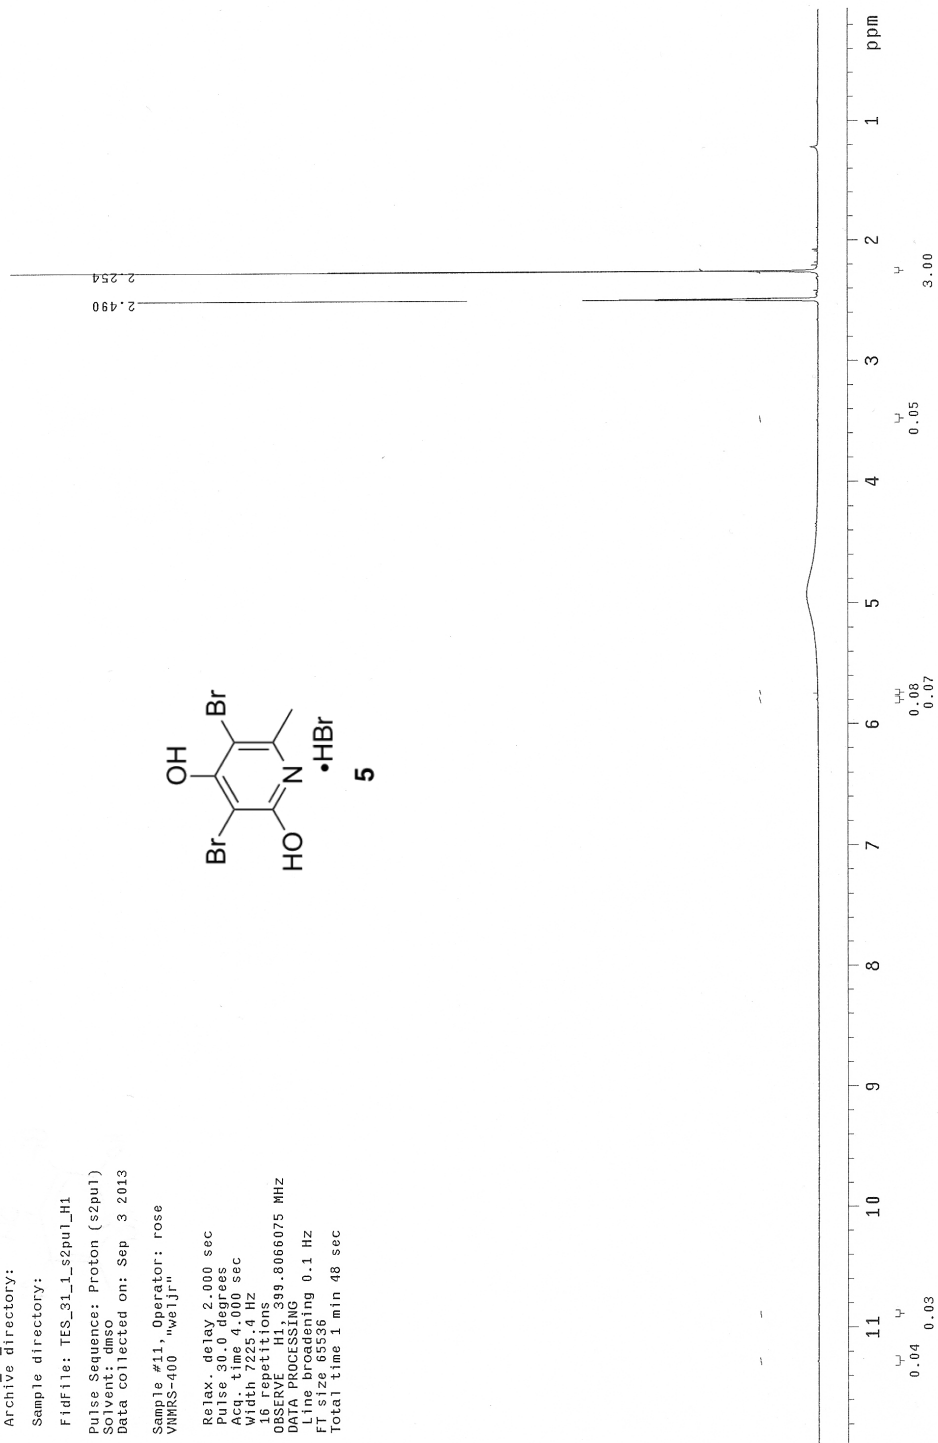 Archive directory:
Sample directory:
FidFile: TES_31_1_s2pul_H1
Pulse Sequence: Proton (s2pul)
Solvent: dmso
Data collected on: Sep 3 2013
Sample #11, Operator: rose
VNMRS-400 "weljr"
Relax. delay 2.000 sec
Pulse 30.0 degrees
Acq. time 4.000 sec
Width 7225.4 Hz
16 repetitions
OBSERVE H1, 399.8066075 MHz
DATA PROCESSING
Line broadening 0.1 Hz
FT size 65536
Total time 1 min 48 sec
OH
Br
Br
HO
N
•HBr
5
2.490
2.254
11
10
9
8
7
6
5
4
3
2
1
ppm
0.04
0.03
0.08
0.07
0.05
3.00